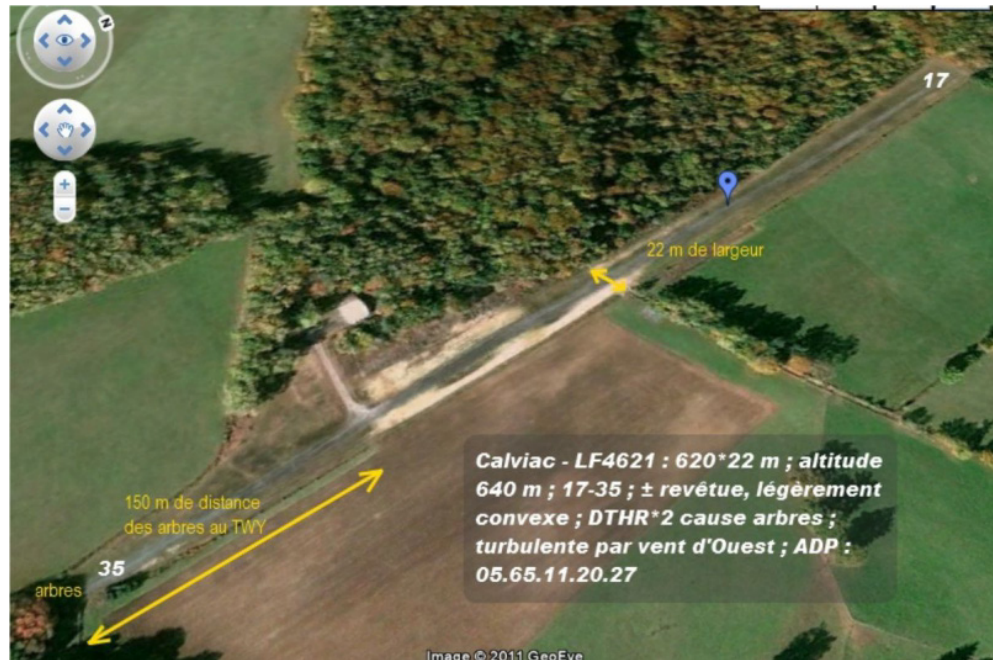 N
17
22 m de largeur
150 m de distance
des arbres au TWY
35
arbres
Calviac - LF4621 : 620*22 m ; altitude
640 m ; 17-35 ; ± revêtue, légèrement
convexe ; DTHR*2 cause arbres ;
turbulente par vent d'Ouest ; ADP :
05.65.11.20.27
Image © 2011 GeoEye